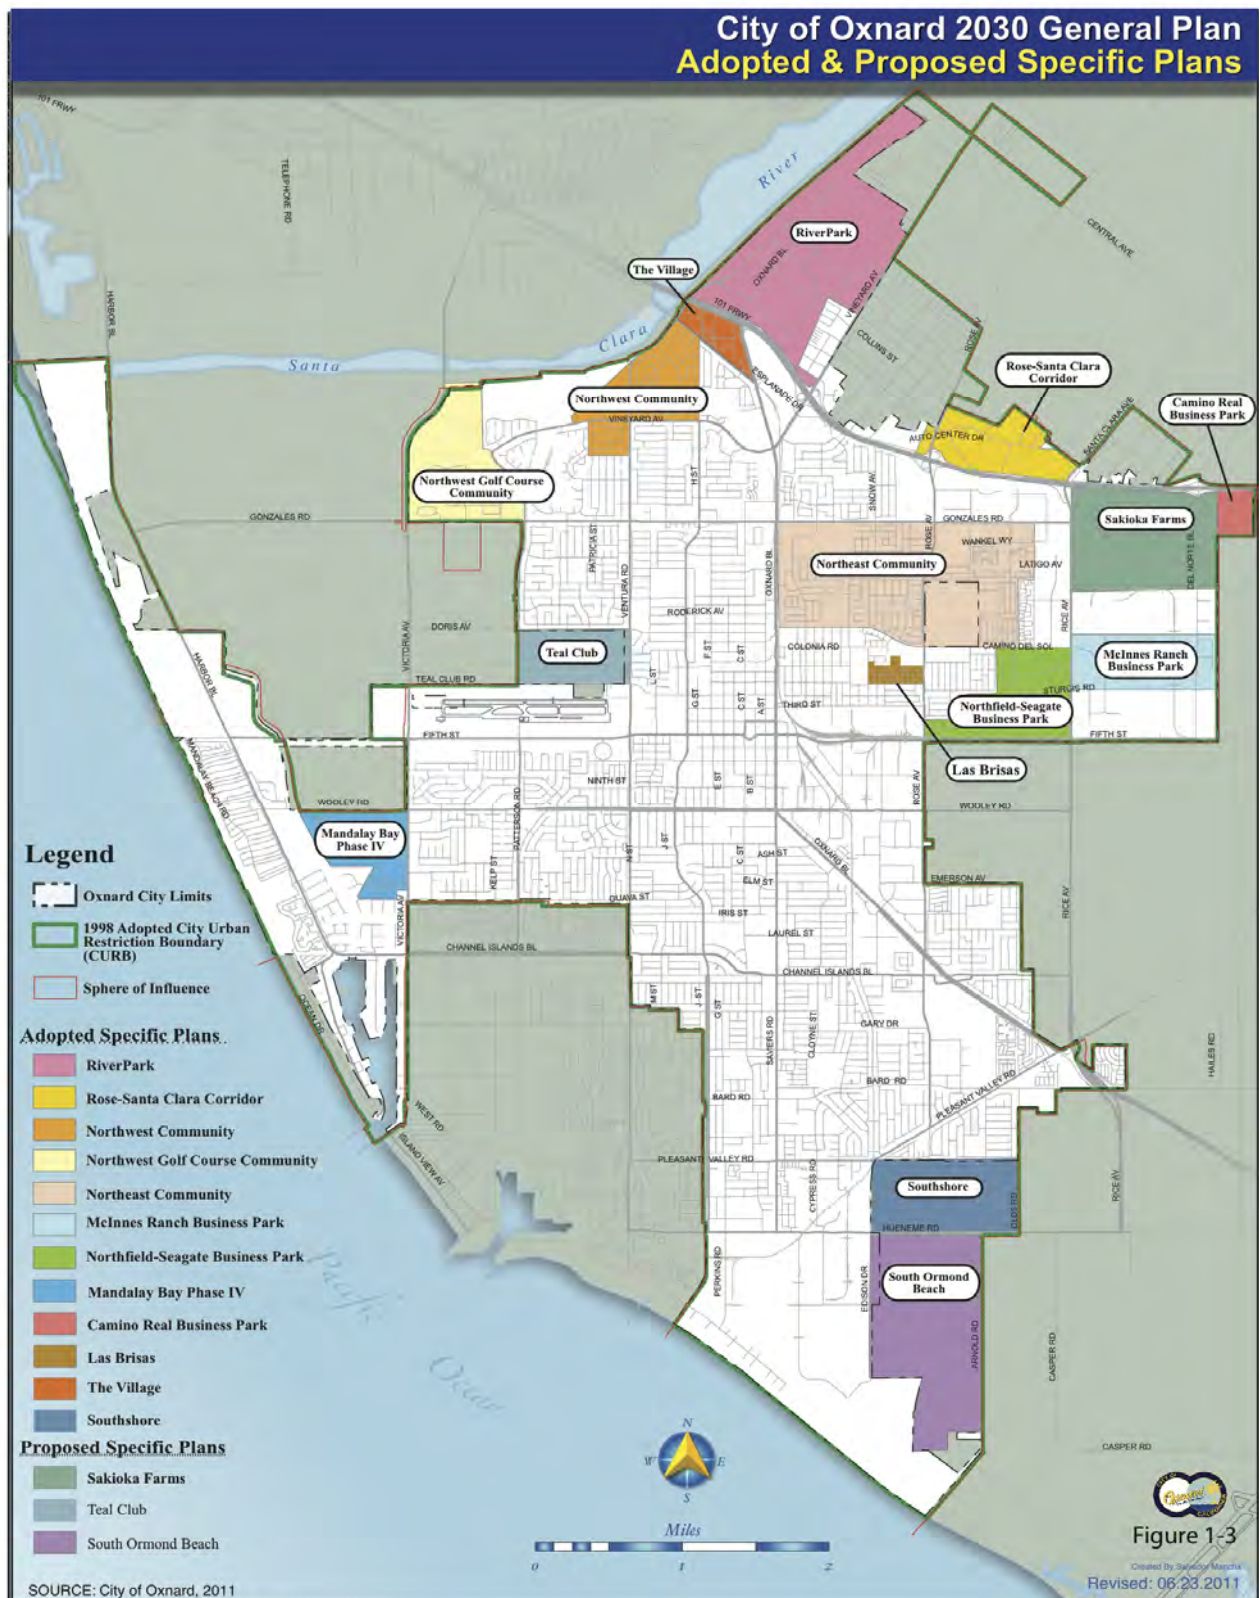 City of Oxnard 2030 General Plan
Adopted & Proposed Specific Plans
101 FRWY
TELEPHONE RD
River
CENTRAL AVE
RiverPark
OXNARD BL
The Village
VINEYARD AV
101 FRWY
HARBOR BL
Clara
COLLINS ST
ROSE AV
Santa
ESPLANADE DR
Rose-Santa Clara
Corridor
Camino Real
Business Park
Northwest Community
VINEYARD AV
AUTO CENTER DR
SANTA CLARA AVE
H ST
SNOW AV
Northwest Golf Course
Community
GONZALES RD
GONZALES RD
Sakioka Farms
PATRICIA ST
ROSE AV
WANKEL WY
VENTURA RD
OXNARD BL
Northeast Community
LATIGO AV
DEL NORTE BL
RICE AV
RODERICK AV
DORIS AV
VICTORIA AV
Teal Club
F ST
C ST
COLONIA RD
CAMINO DEL SOL
McInnes Ranch
Business Park
HARBOR BL
TEAL CLUB RD
L ST
G ST
C ST
A ST
THIRD ST
STURGIS RD
Northfield-Seagate
Business Park
FIFTH ST
FIFTH ST
MANDALAY BEACH RD
NINTH ST
E ST
B ST
Las Brisas
ROSE AV
WOOLEY RD
WOOLEY RD
PATTERSON RD
Mandalay Bay
Phase IV
OXNARD BL
KELP ST
N ST
J ST
C ST
ASH ST
ELM ST
EMERSON AV
RICE AV
GUAVA ST
IRIS ST
VICTORIA AV
LAUREL ST
CHANNEL ISLANDS BL
CHANNEL ISLANDS BL
M ST
J ST
G ST
OCEAN DR
SAVIERS RD
CLOYNE ST
GARY DR
HAILES RD
BARD RD
BARD RD
PLEASANT VALLEY RD
WEST RD
ISLAND VIEW AV
PLEASANT VALLEY RD
CYPRESS RD
Southshore
OLDS RD
RICE AV
HUENEME RD
PERKINS RD
EDISON DR
South Ormond
Beach
ARNOLD RD
CASPER RD
CASPER RD
Pacific
Ocean
Legend
Oxnard City Limits
1998 Adopted City Urban
Restriction Boundary
(CURB)
Sphere of Influence
Adopted Specific Plans
RiverPark
Rose-Santa Clara Corridor
Northwest Community
Northwest Golf Course Community
Northeast Community
McInnes Ranch Business Park
Northfield-Seagate Business Park
Mandalay Bay Phase IV
Camino Real Business Park
Las Brisas
The Village
Southshore
Proposed Specific Plans
Sakioka Farms
Teal Club
South Ormond Beach
SOURCE: City of Oxnard, 2011
N
W E
S
Miles
0 1 2
Oxnard
Figure 1-3
Revised: 06.23.2011